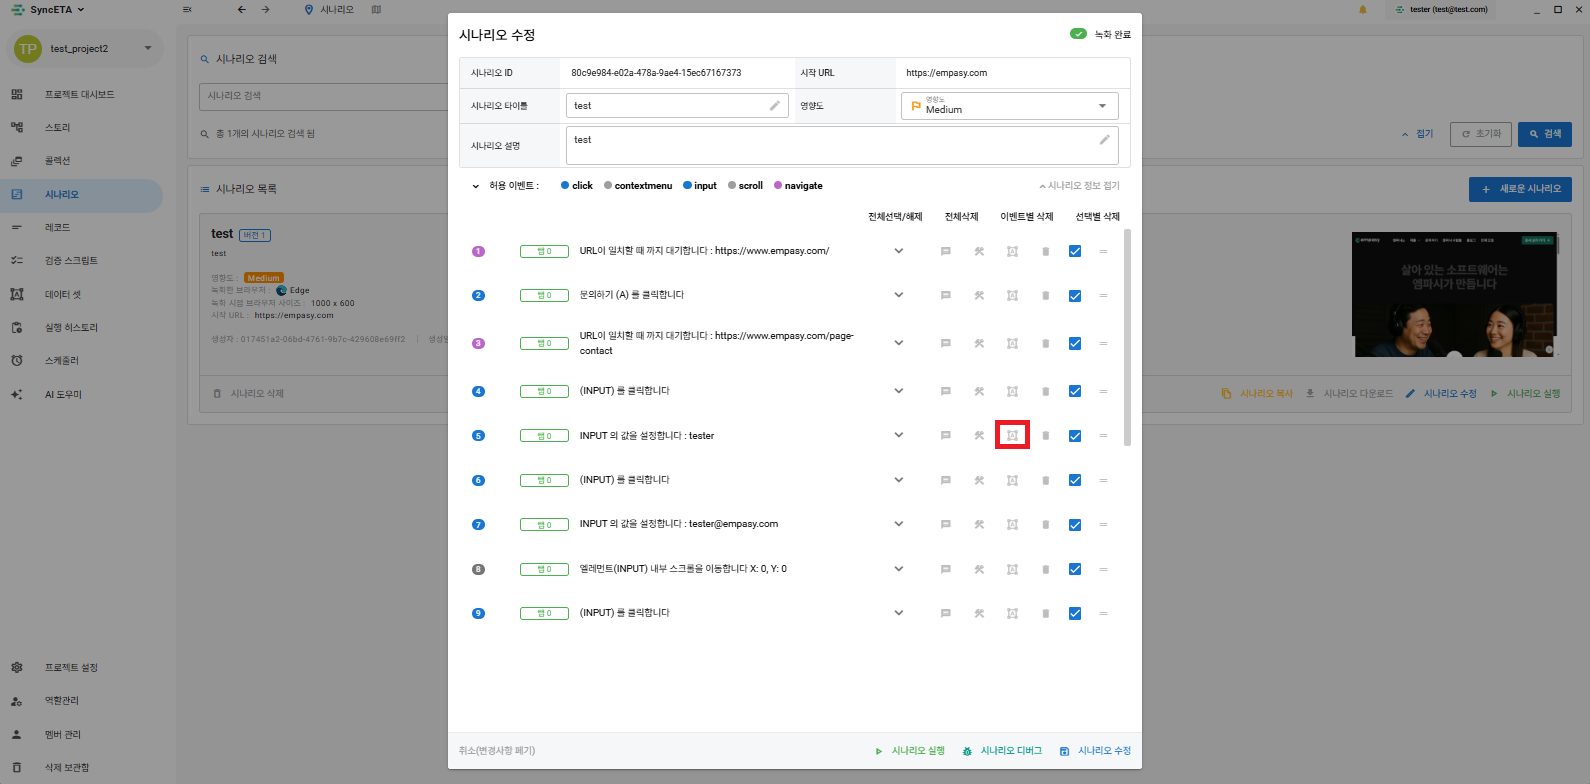 SyncETA
시나리오
tester (test@test.com)
TP
test_project2
프로젝트 대시보드
스토리
콜렉션
시나리오
레코드
검증 스크립트
데이터 셋
실행 히스토리
스케줄러
AI 도우미
프로젝트 설정
역할관리
멤버 관리
삭제 보관함
시나리오 검색
시나리오 검색
총 1개의 시나리오 검색 됨
접기
초기화
검색
시나리오 목록
새로운 시나리오
test 버전 1
test
영향도 : Medium
녹화한 브라우저 : Edge
녹화 시점 브라우저 사이즈 : 1000 x 600
시작 URL : https://empasy.com
생성자 : 017451a2-06bd-4761-9b7c-429608e69ff2
시나리오 삭제
empasy
살아 있는 소프트웨어는
엠파시가 만듭니다
시나리오 복사
시나리오 다운로드
시나리오 수정
시나리오 실행
시나리오 수정
녹화 완료
시나리오 ID 80c9e984-e02a-478a-9ae4-15ec67167373 시작 URL https://empasy.com
시나리오 타이틀 test 영향도 영향도 Medium
시나리오 설명 test
허용 이벤트 : click contextmenu input scroll navigate
시나리오 정보 접기
전체선택/해제 전체삭제 이벤트별 삭제 선택별 삭제
1 탭 0 URL이 일치할 때 까지 대기합니다 : https://www.empasy.com/
2 탭 0 문의하기 (A) 를 클릭합니다
3 탭 0 URL이 일치할 때 까지 대기합니다 : https://www.empasy.com/page-
contact
4 탭 0 (INPUT) 를 클릭합니다
5 탭 0 INPUT 의 값을 설정합니다 : tester
6 탭 0 (INPUT) 를 클릭합니다
7 탭 0 INPUT 의 값을 설정합니다 : tester@empasy.com
8 탭 0 엘레먼트(INPUT) 내부 스크롤을 이동합니다 X: 0, Y: 0
9 탭 0 (INPUT) 를 클릭합니다
취소(변경사항 폐기)
시나리오 실행
시나리오 디버그
시나리오 수정